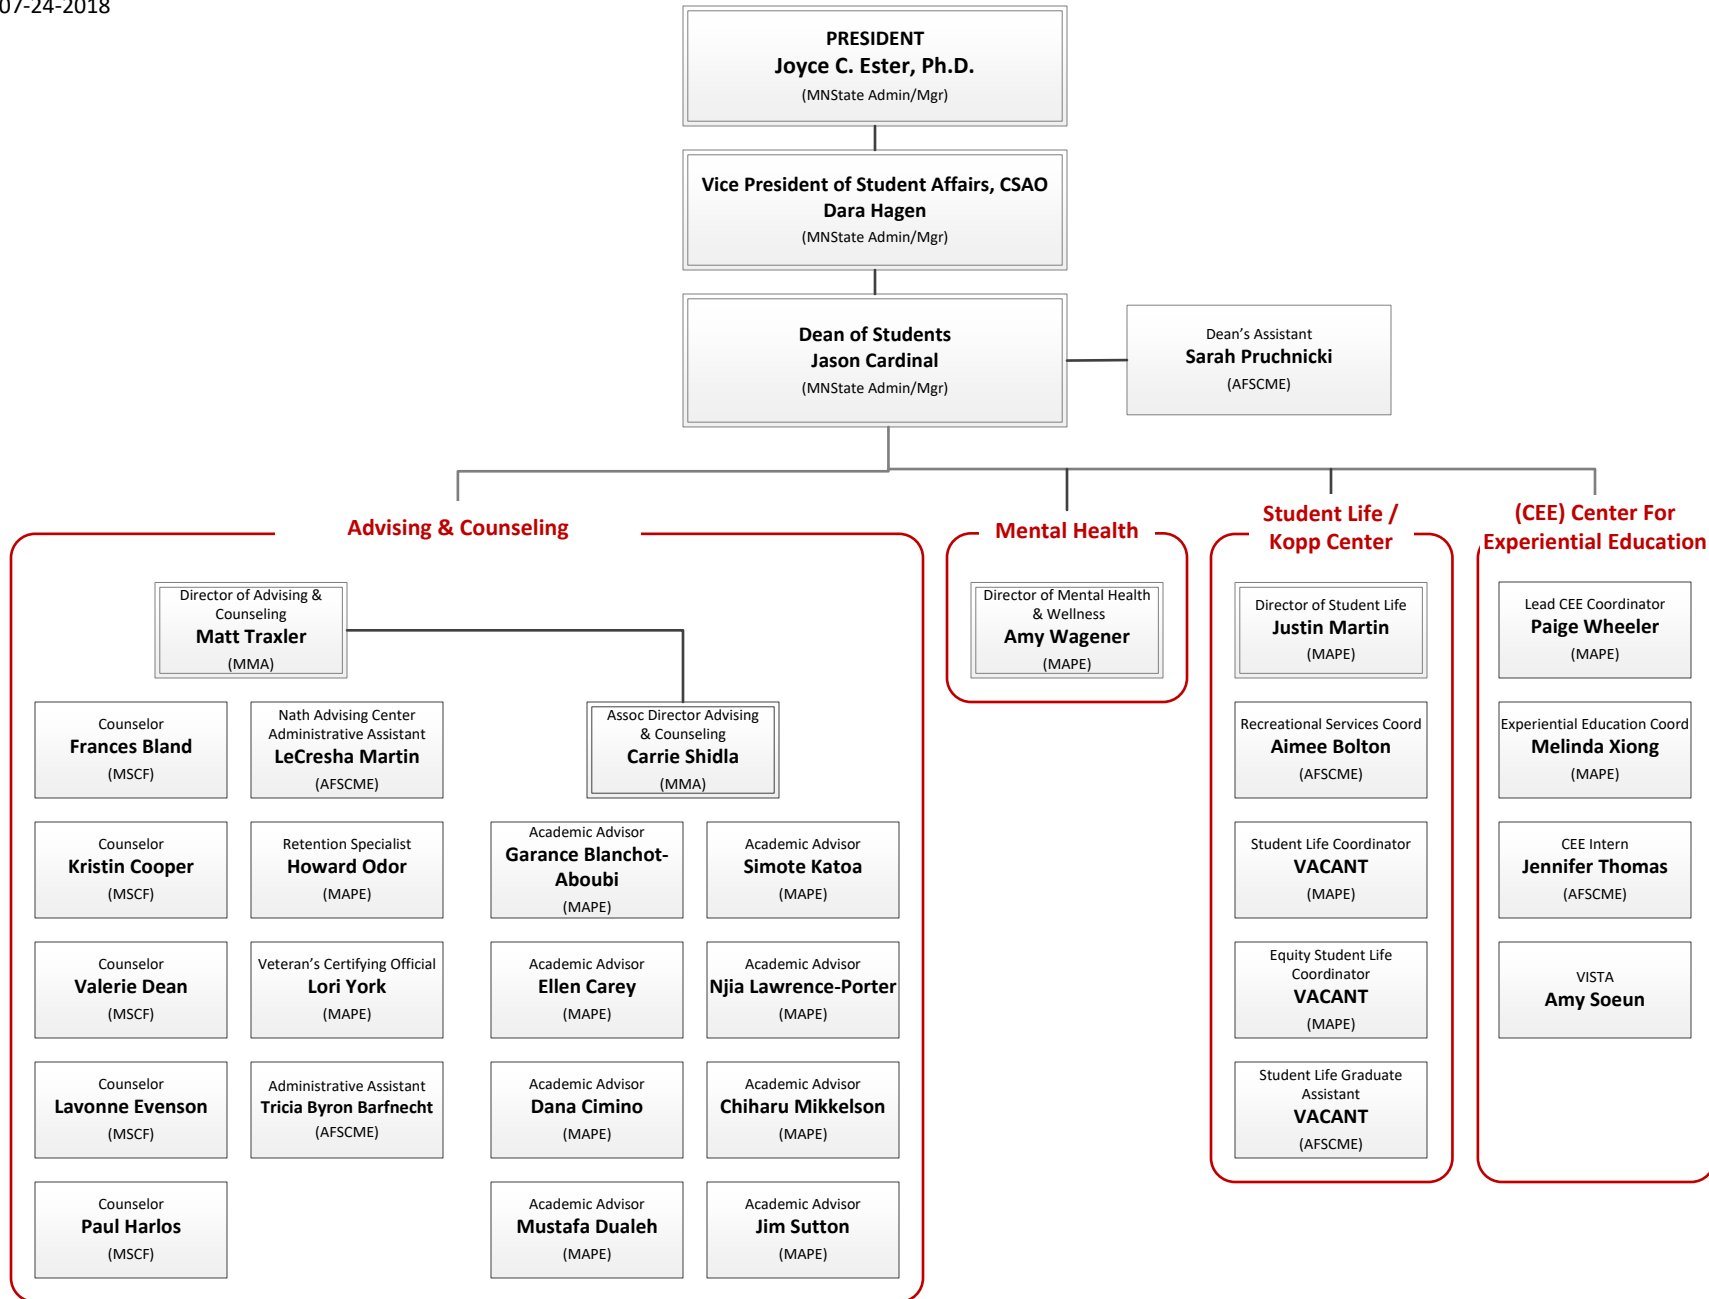 07-24-2018
PRESIDENT
Joyce C. Ester, Ph.D.
(MNState Admin/Mgr)
Vice President of Student Affairs, CSAO
Dara Hagen
(MNState Admin/Mgr)
Dean of Students
Jason Cardinal
(MNState Admin/Mgr)
Dean’s Assistant
Sarah Pruchnicki
(AFSCME)
Advising & Counseling
Director of Advising &
Counseling
Matt Traxler
(MMA)
Counselor
Frances Bland
(MSCF)
Counselor
Kristin Cooper
(MSCF)
Counselor
Valerie Dean
(MSCF)
Counselor
Lavonne Evenson
(MSCF)
Counselor
Paul Harlos
(MSCF)
Nath Advising Center
Administrative Assistant
LeCresha Martin
(AFSCME)
Retention Specialist
Howard Odor
(MAPE)
Veteran’s Certifying Official
Lori York
(MAPE)
Administrative Assistant
Tricia Byron Barfnecht
(AFSCME)
Assoc Director Advising
& Counseling
Carrie Shidla
(MMA)
Academic Advisor
Garance Blanchot-
Aboubi
(MAPE)
Academic Advisor
Ellen Carey
(MAPE)
Academic Advisor
Dana Cimino
(MAPE)
Academic Advisor
Mustafa Dualeh
(MAPE)
Academic Advisor
Simote Katoa
(MAPE)
Academic Advisor
Njia Lawrence-Porter
(MAPE)
Academic Advisor
Chiharu Mikkelson
(MAPE)
Academic Advisor
Jim Sutton
(MAPE)
Mental Health
Director of Mental Health
& Wellness
Amy Wagener
(MAPE)
Student Life /
Kopp Center
Director of Student Life
Justin Martin
(MAPE)
Recreational Services Coord
Aimee Bolton
(AFSCME)
Student Life Coordinator
VACANT
(MAPE)
Equity Student Life
Coordinator
VACANT
(MAPE)
Student Life Graduate
Assistant
VACANT
(AFSCME)
(CEE) Center For
Experiential Education
Lead CEE Coordinator
Paige Wheeler
(MAPE)
Experiential Education Coord
Melinda Xiong
(MAPE)
CEE Intern
Jennifer Thomas
(AFSCME)
VISTA
Amy Soeun